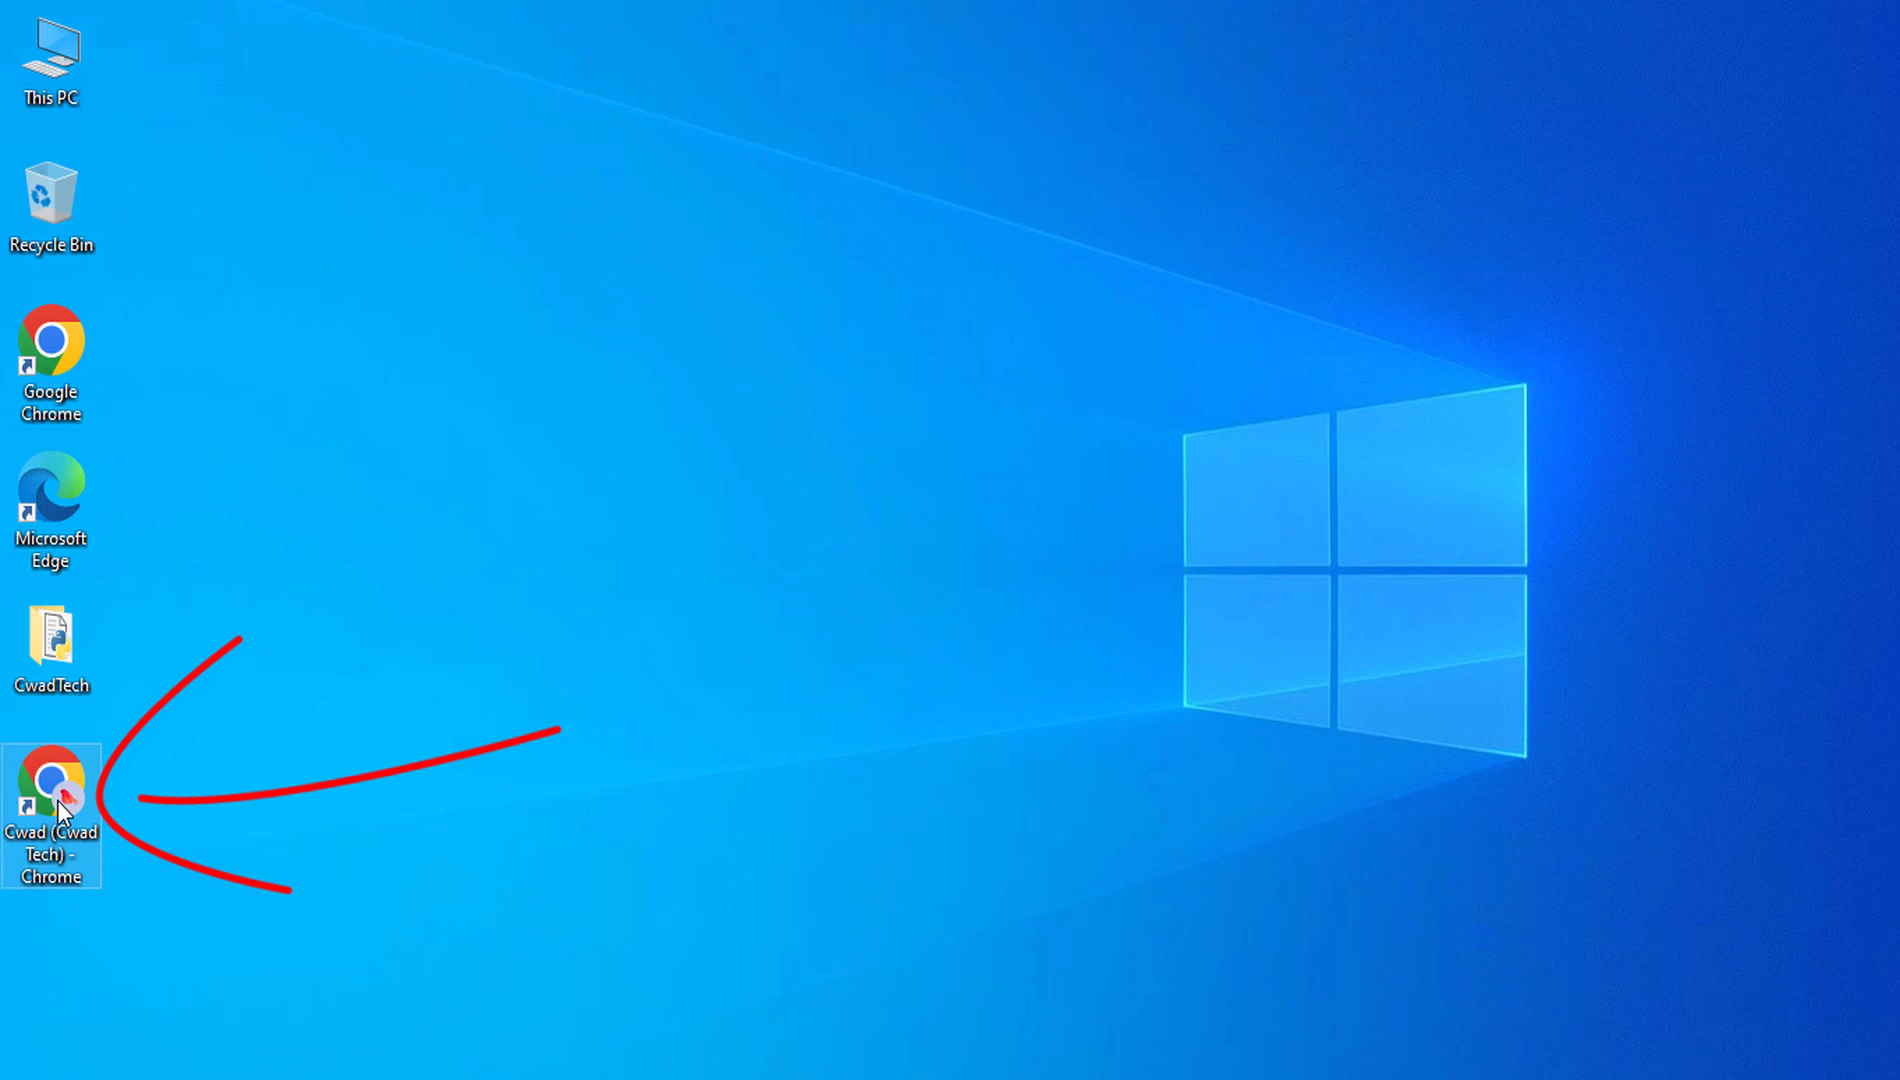 This PC
Recycle Bin
Google
Chrome
Microsoft
Edge
CwadTech
Cwad (Cwad
Tech) -
Chrome